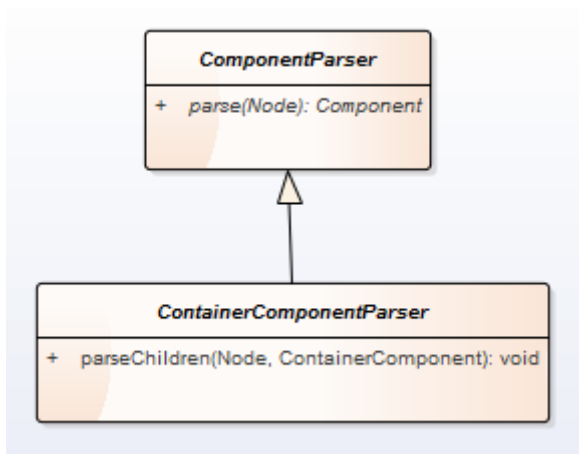 ComponentParser
+ parse(Node): Component
ContainerComponentParser
+ parseChildren(Node, ContainerComponent): void